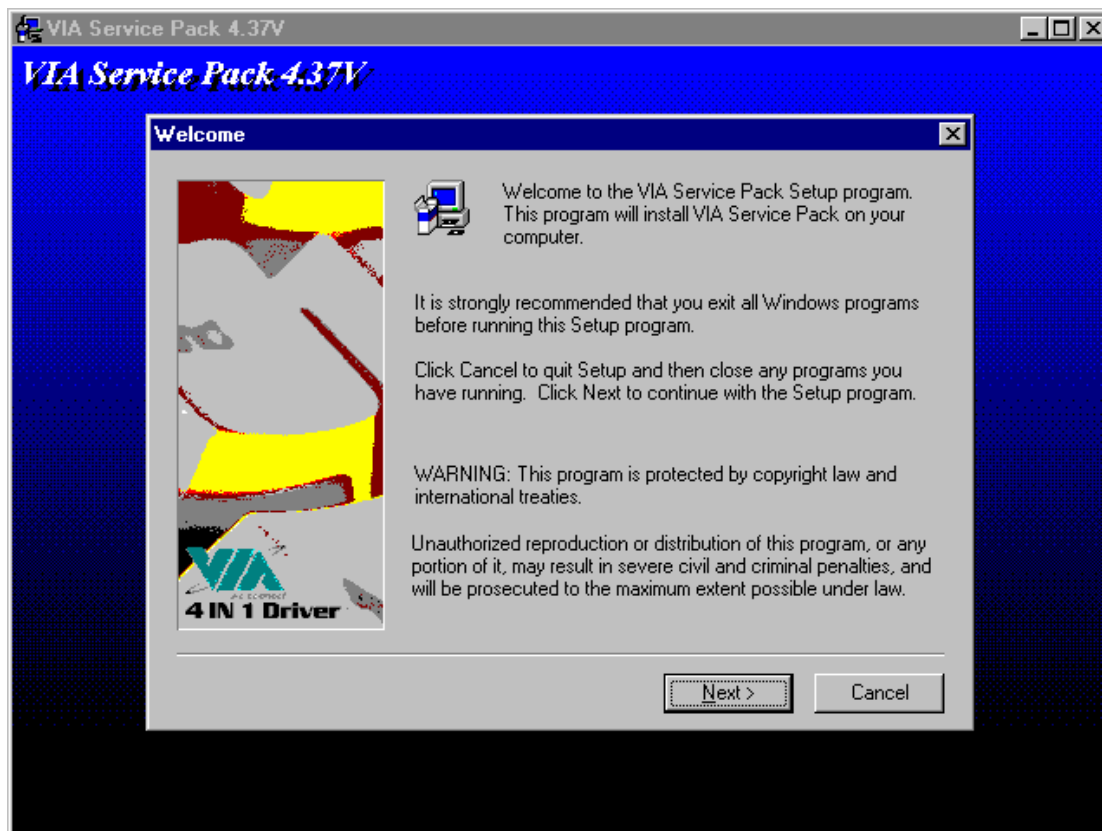 VIA Service Pack 4.37V
VIA Service Pack 4.37V
Welcome
Welcome to the VIA Service Pack Setup program.
This program will install VIA Service Pack on your
computer.
It is strongly recommended that you exit all Windows programs
before running this Setup program.
Click Cancel to quit Setup and then close any programs you
have running.  Click Next to continue with the Setup program.
WARNING: This program is protected by copyright law and
international treaties.
Unauthorized reproduction or distribution of this program, or any
portion of it, may result in severe civil and criminal penalties, and
will be prosecuted to the maximum extent possible under law.
VIA
4 IN 1 Driver
Next >
Cancel